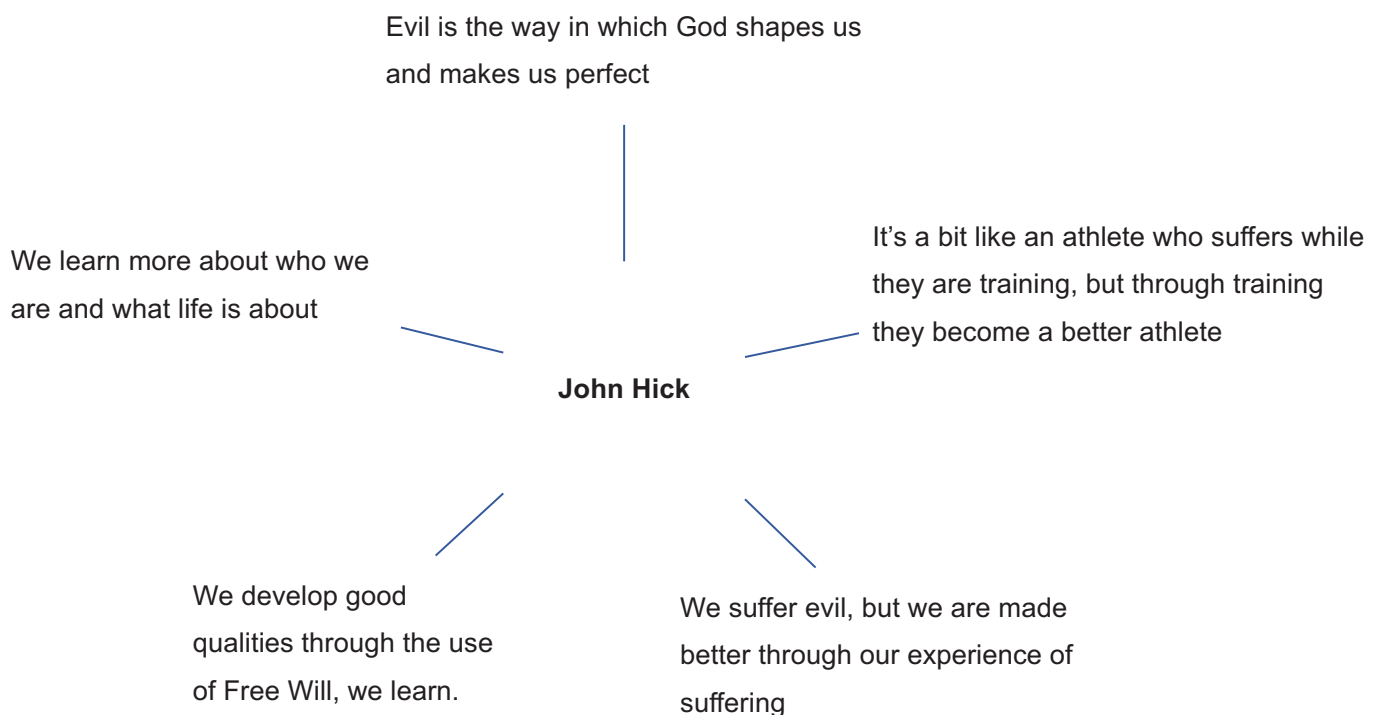 Evil is the way in which God shapes us
and makes us perfect
We learn more about who we
are and what life is about
It’s a bit like an athlete who suffers while
they are training, but through training
they become a better athlete
John Hick
We develop good
qualities through the use
of Free Will, we learn.
We suffer evil, but we are made
better through our experience of
suffering